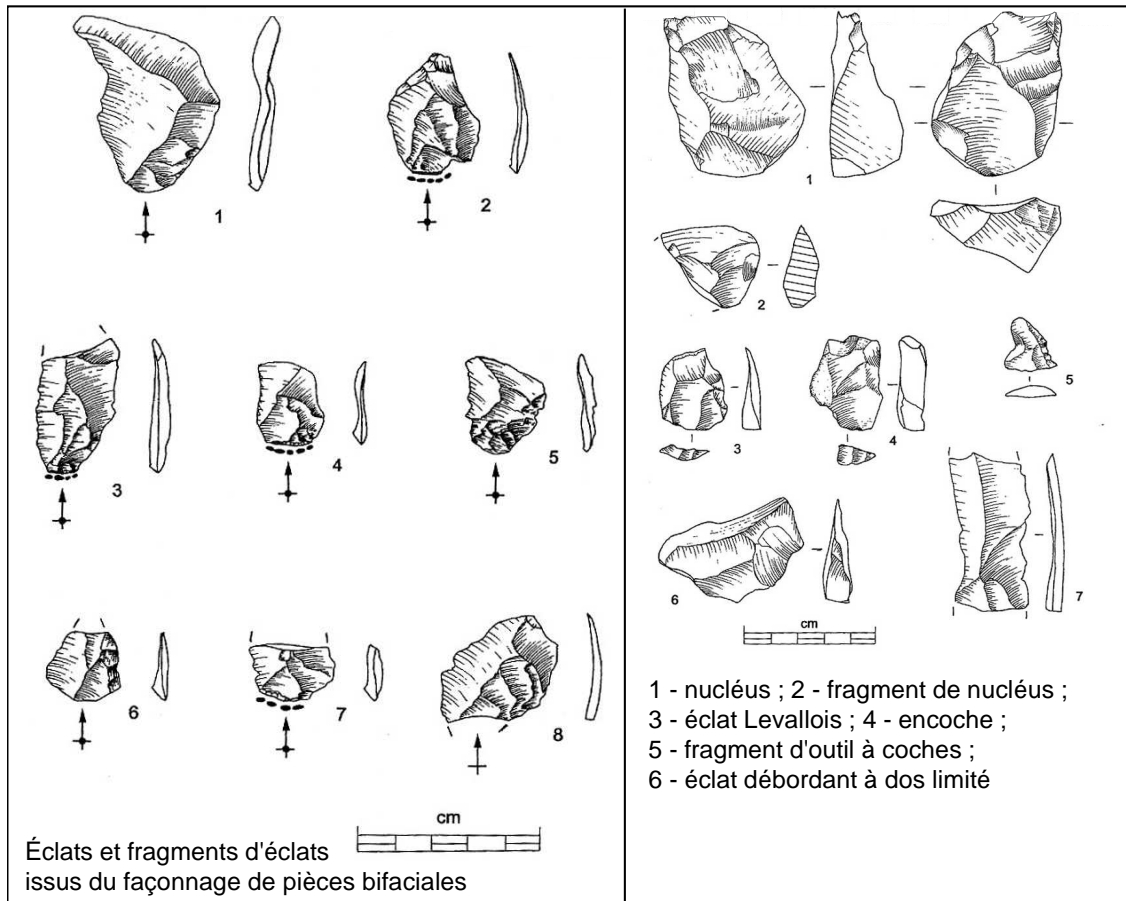 1
2
3
4
5
6
7
8
cm
Éclats et fragments d'éclats
issus du façonnage de pièces bifaciales
1
2
3
4
5
6
7
cm
1 - nucléus ; 2 - fragment de nucléus ;
3 - éclat Levallois ; 4 - encoche ;
5 - fragment d'outil à coches ;
6 - éclat débordant à dos limité